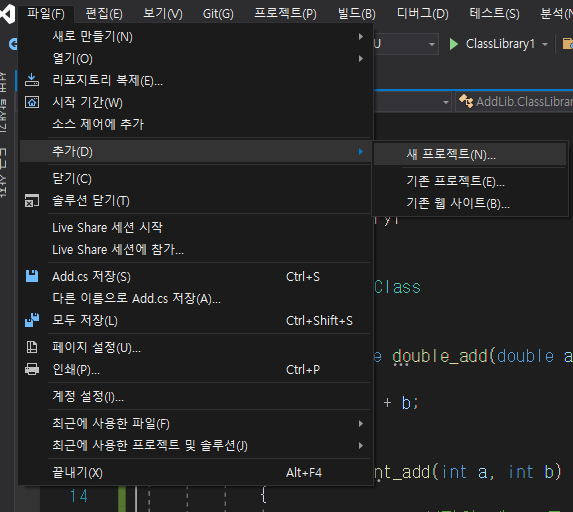 파일(F) 편집(E) 보기(V) Git(G) 프로젝트(P) 빌드(B) 디버그(D) 테스트(S) 분석(N
새로 만들기(N)
U ClassLibrary1
열기(O)
리포지토리 복제(E)...
시작 기간(W) AddLib.ClassLibrar
소스 제어에 추가
추가(D) 새 프로젝트(N)...
닫기(C) 기존 프로젝트(E)...
솔루션 닫기(T) 기존 웹 사이트(B)...
Live Share 세션 시작
Live Share 세션에 참가...
Add.cs 저장(S) Ctrl+S Class
다른 이름으로 Add.cs 저장(A)...
모두 저장(L) Ctrl+Shift+S
페이지 설정(U)... e double_add(double a
인쇄(P)... Ctrl+P
계정 설정(I)... + b;
최근에 사용한 파일(F)
최근에 사용한 프로젝트 및 솔루션(J)
끝내기(X) Alt+F4 nt_add(int a, int b)
14 {